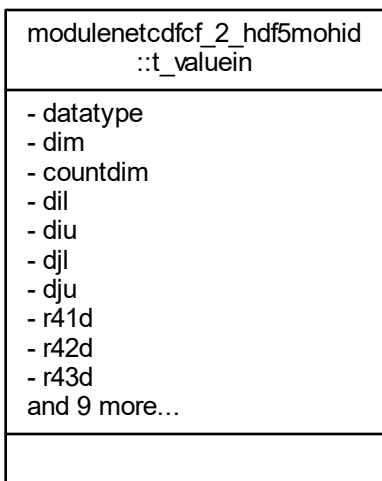 modulenetcdfcf_2_hdf5mohid
::t_valuein
- datatype
- dim
- countdim
- dil
- diu
- djl
- dju
- r41d
- r42d
- r43d
and 9 more...